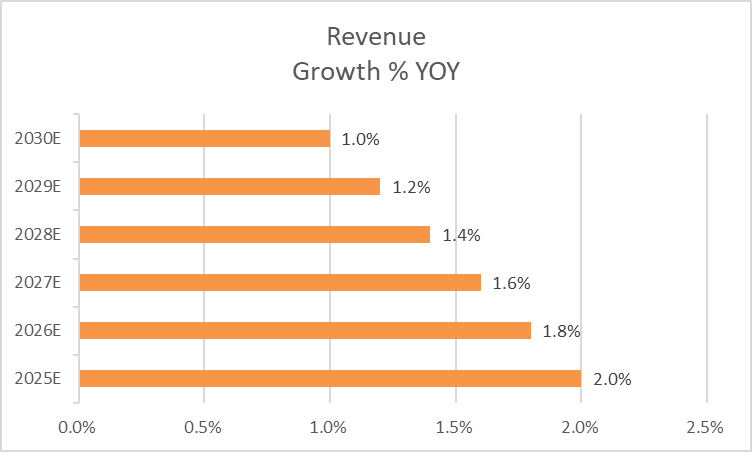 Revenue
Growth % YOY
2030E 1.0%
2029E 1.2%
2028E 1.4%
2027E 1.6%
2026E 1.8%
2025E 2.0%
0.0% 0.5% 1.0% 1.5% 2.0% 2.5%